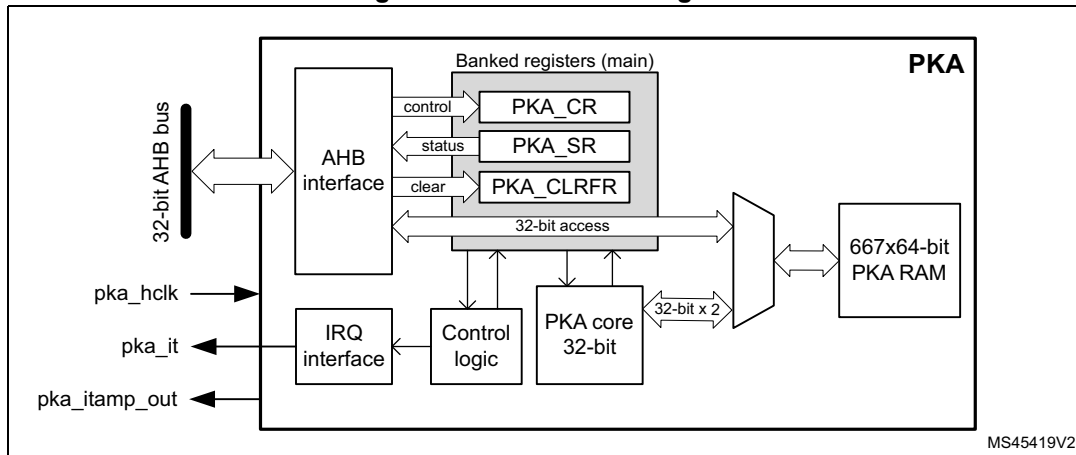 PKA
Banked registers (main)
32-bit AHB bus
AHB
interface
control
PKA_CR
status
PKA_SR
clear
PKA_CLRFR
32-bit access
667x64-bit
PKA RAM
pka_hclk
pka_it
pka_itamp_out
IRQ
interface
Control
logic
PKA core
32-bit
32-bit x 2
MS45419V2